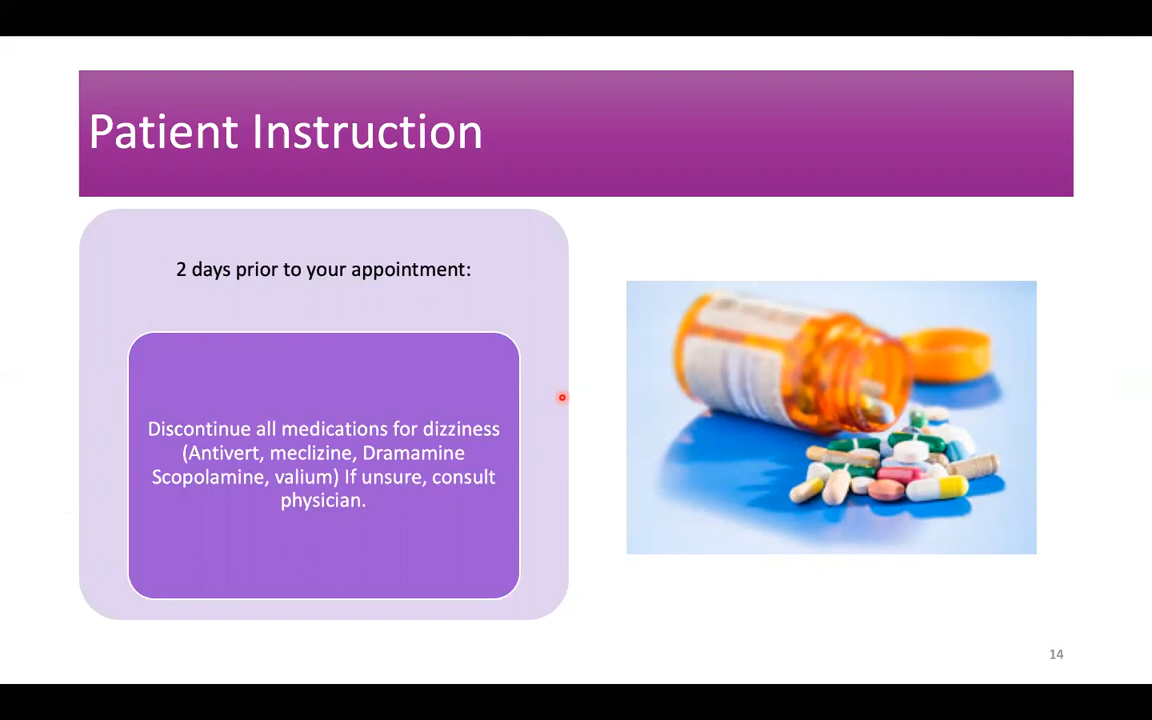 Patient Instruction
2 days prior to your appointment:
Discontinue all medications for dizziness
(Antivert, meclizine, Dramamine
Scopolamine, valium) If unsure, consult
physician.
14